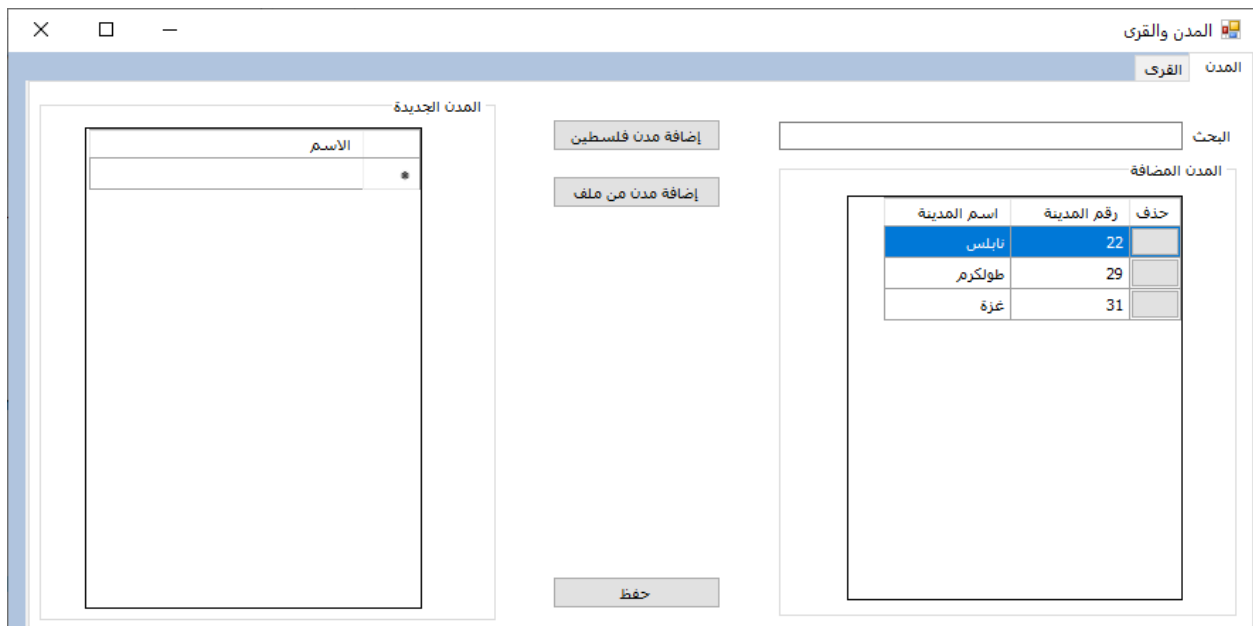 المدن والقرى
المدن القرى
البحث
إضافة مدن فلسطين
المدن الجديدة
الاسم
المدن المضافة
إضافة مدن من ملف
حذف رقم المدينة اسم المدينة
22 نابلس
29 طولكرم
31 غزة
حفظ